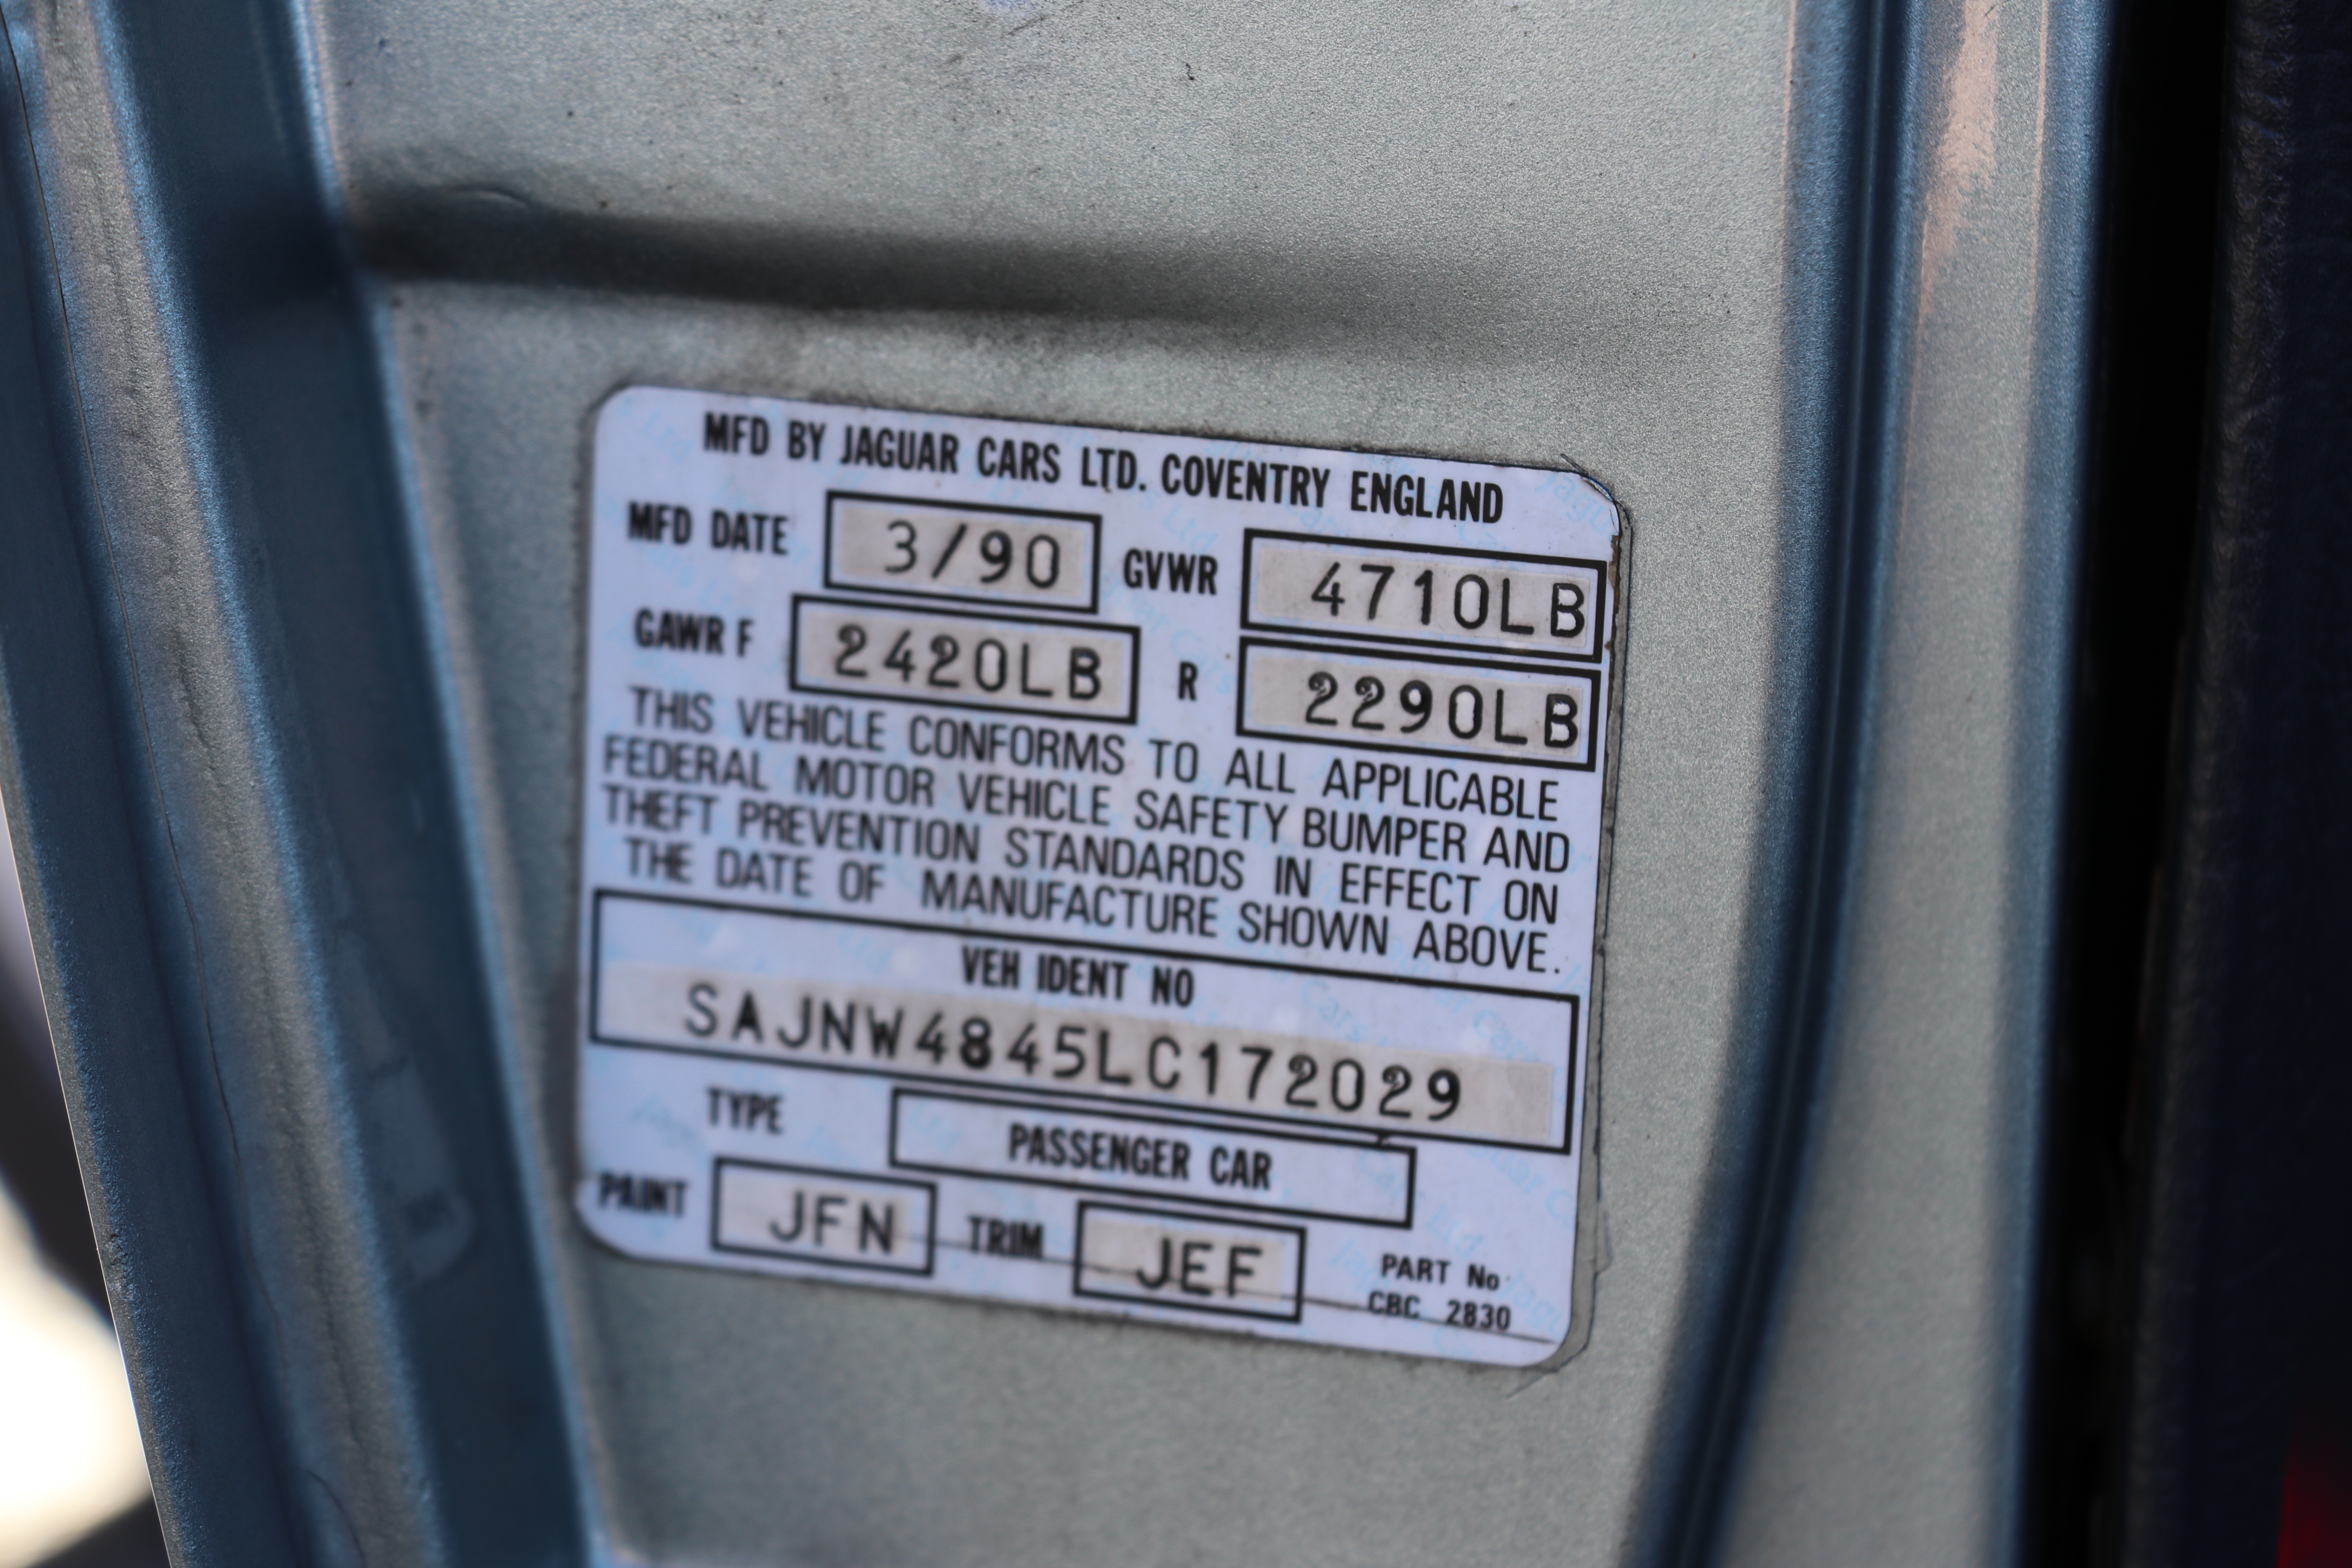 MFD BY JAGUAR CARS LTD. COVENTRY ENGLAND
MFD DATE 3/90 GVWR 4710LB
GAWR F 2420LB R 2290LB
THIS VEHICLE CONFORMS TO ALL APPLICABLE
FEDERAL MOTOR VEHICLE SAFETY BUMPER AND
THEFT PREVENTION STANDARDS IN EFFECT ON
THE DATE OF MANUFACTURE SHOWN ABOVE.
VEH IDENT NO
SAJNW4845LC172029
TYPE PASSENGER CAR
PAINT JFN TRIM JEF PART No
CBC 2830